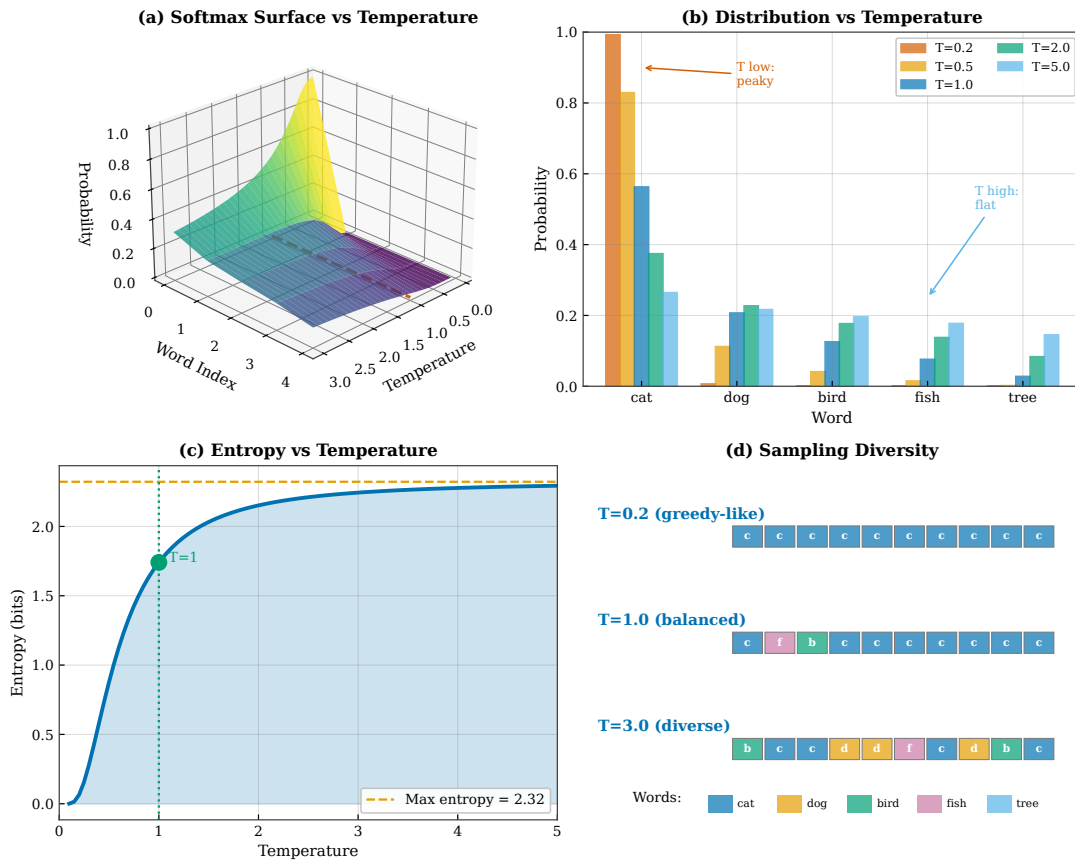 (a) Softmax Surface vs Temperature
1.0
0.8
0.6
0.4
0.2
0.0
Probability
0
1
2
3
4
Word Index
3.0
2.5
2.0
1.5
1.0
0.5
0.0
Temperature
(b) Distribution vs Temperature
1.0
0.8
0.6
0.4
0.2
0.0
Probability
T low:
peaky
T=0.2
T=0.5
T=1.0
T=2.0
T=5.0
T high:
flat
cat
dog
bird
fish
tree
Word
(c) Entropy vs Temperature
2.0
1.5
1.0
0.5
0.0
Entropy (bits)
T=1
Max entropy = 2.32
0
1
2
3
4
5
Temperature
(d) Sampling Diversity
T=0.2 (greedy-like)
c c c c c c c c c c
T=1.0 (balanced)
c f b c c c c c c c
T=3.0 (diverse)
b c c d d f c d b c
Words:
cat
dog
bird
fish
tree